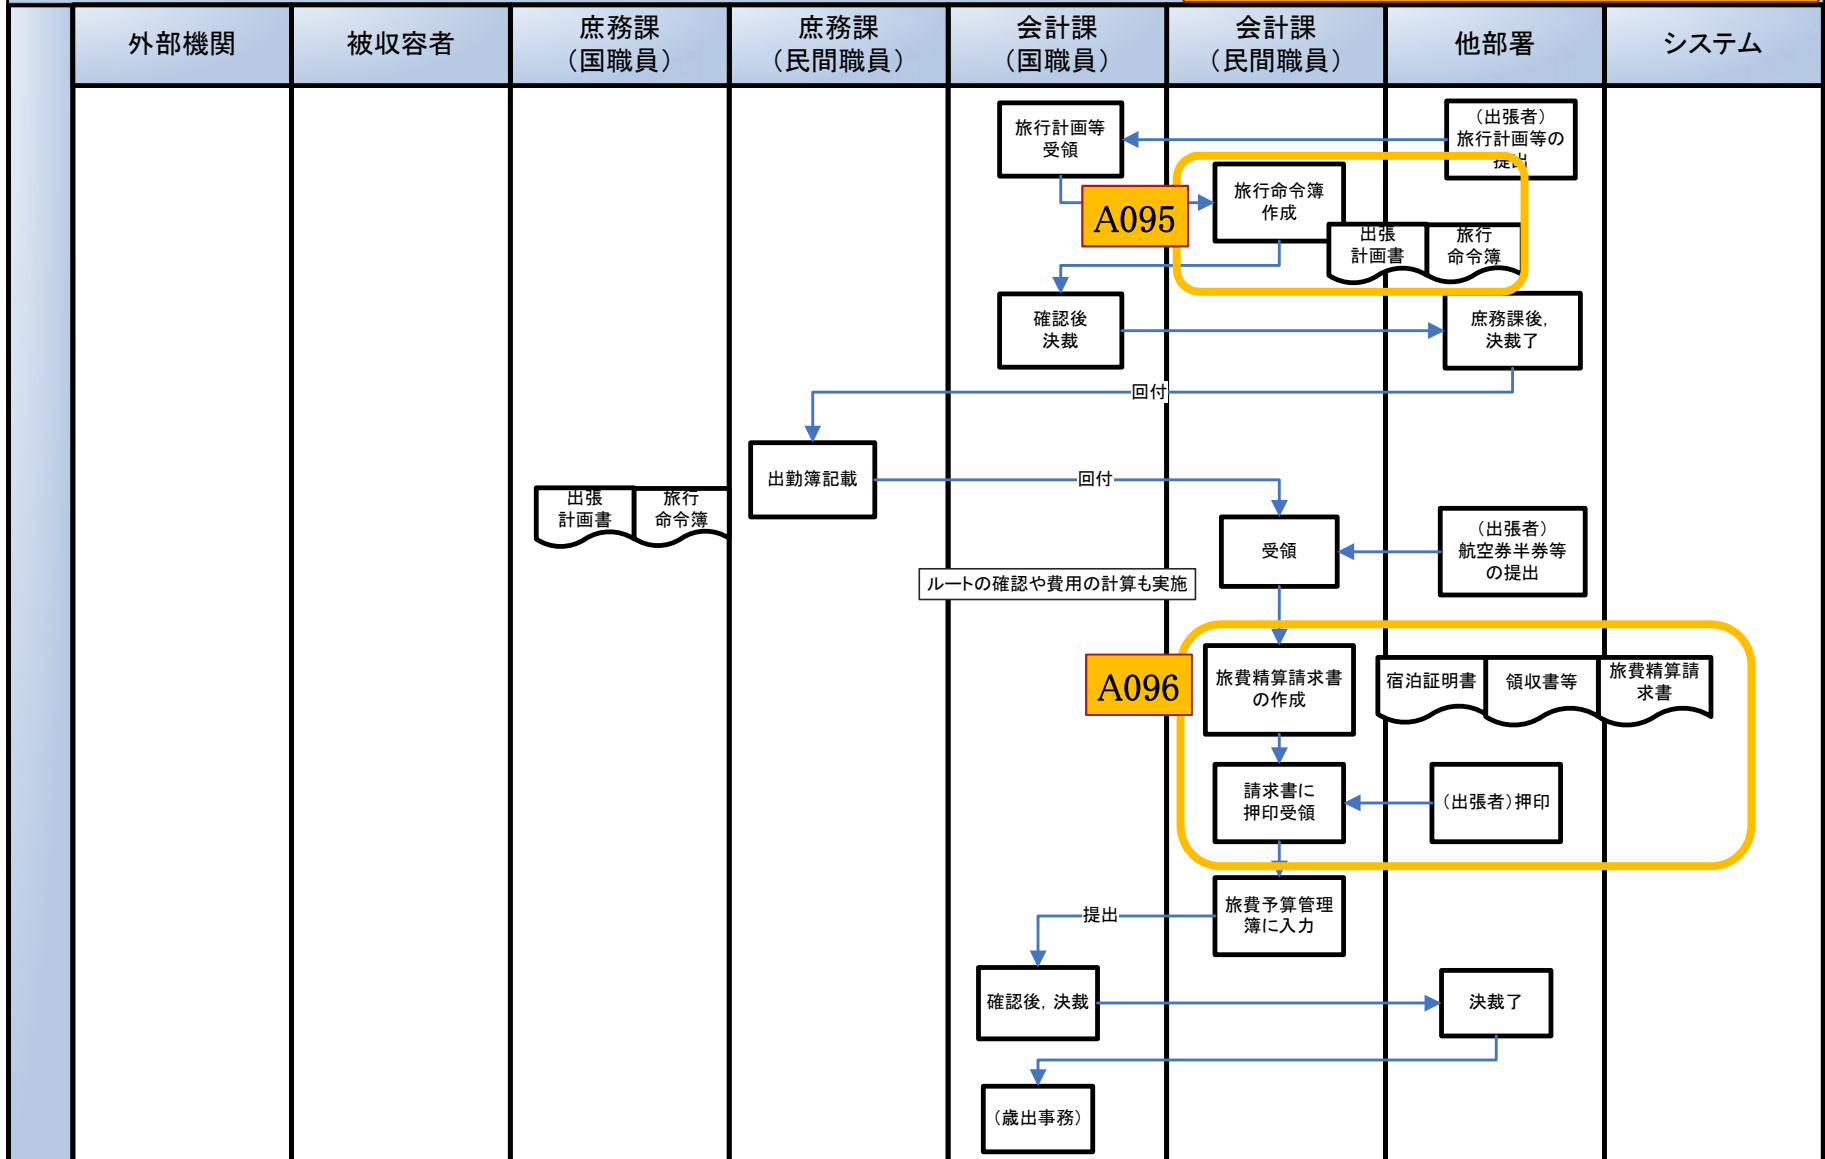 外部機関
被収容者
庶務課
（国職員）
庶務課
（民間職員）
会計課
（国職員）
会計課
（民間職員）
他部署
システム
旅行計画等
受領
（出張者）
旅行計画等の
提出
A095
旅行命令簿
作成
出張
計画書
旅行
命令簿
確認後
決裁
庶務課後,
決裁了
回付
出勤簿記載
回付
出張
計画書
旅行
命令簿
受領
（出張者）
航空券半券等
の提出
ルートの確認や費用の計算も実施
A096
旅費精算請求書
の作成
宿泊証明書
領収書等
旅費精算請
求書
請求書に
押印受領
（出張者）押印
旅費予算管理
簿に入力
提出
確認後, 決裁
決裁了
（歳出事務）